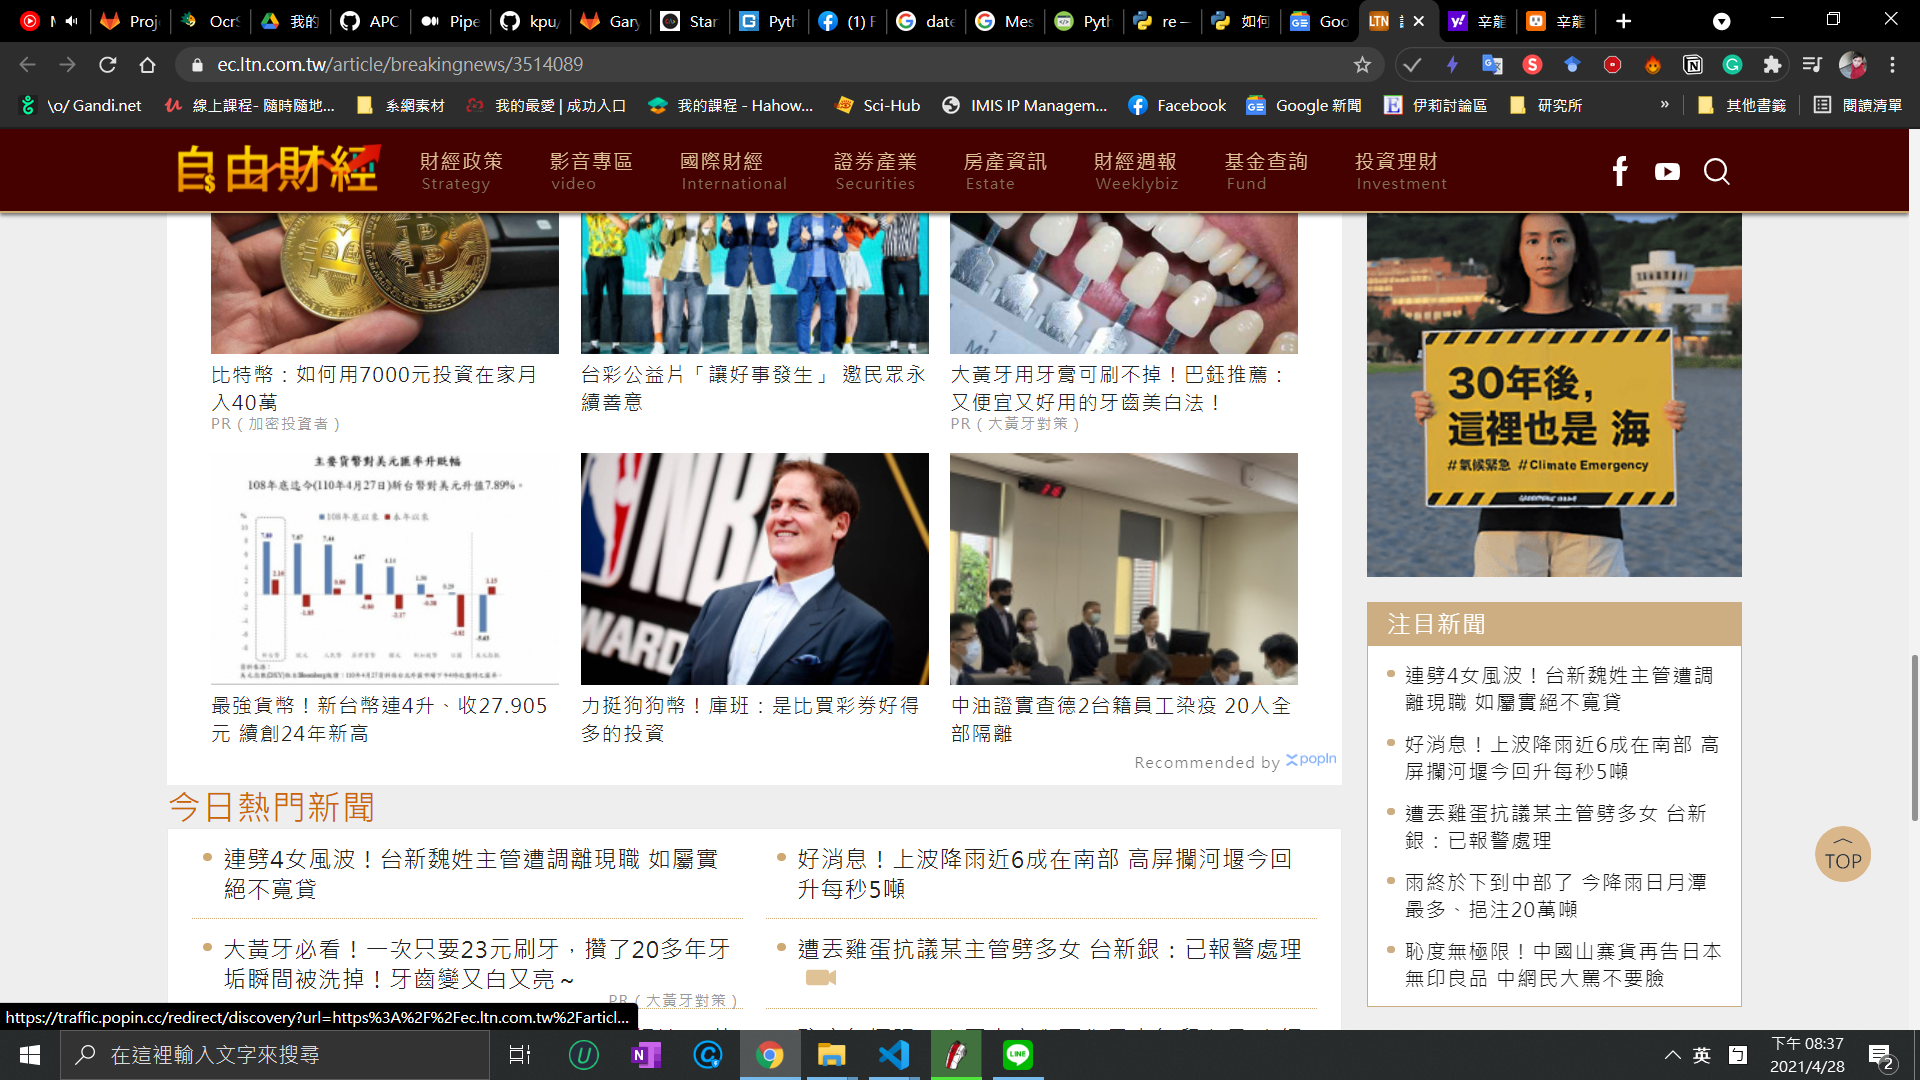 Proj
OcrS
我的
APC
Pipe
kpu/
Gary
Star
Pyth
(1) F
date
Mes
Pyth
re —
如何
Goo
LTN
辛龍
辛龍
ec.ltn.com.tw/article/breakingnews/3514089
\o/ Gandi.net
線上課程- 隨時隨地...
系網素材
我的最愛 | 成功入口
我的課程 - Hahow...
Sci-Hub
IMIS IP Managem...
Facebook
Google 新聞
伊莉討論區
研究所
»
其他書籤
閱讀清單
自由財經
財經政策
Strategy
影音專區
video
國際財經
International
證券產業
Securities
房產資訊
Estate
財經週報
Weeklybiz
基金查詢
Fund
投資理財
Investment
比特幣：如何用7000元投資在家月
入40萬
PR ( 加密投資者 )
台彩公益片「讓好事發生」 邀民眾永
續善意
大黃牙用牙膏可刷不掉！巴鈺推薦：
又便宜又好用的牙齒美白法！
PR ( 大黃牙對策 )
主要貨幣對美元匯率升貶幅
108年底迄今(110年4月27日)新台幣對美元升值7.89%。
108年底以來
本年以來
最強貨幣！新台幣連4升、收27.905
元 續創24年新高
力挺狗狗幣！庫班：是比買彩券好得
多的投資
中油證實查德2台籍員工染疫 20人全
部隔離
Recommended by popIn
30年後,
這裡也是 海
#氣候緊急 #Climate Emergency
注目新聞
連劈4女風波！台新魏姓主管遭調
離現職 如屬實絕不寬貸
好消息！上波降雨近6成在南部 高
屏攔河堰今回升每秒5噸
遭丟雞蛋抗議某主管劈多女 台新
銀：已報警處理
雨終於下到中部了 今降雨日月潭
最多、挹注20萬噸
恥度無極限！中國山寨貨再告日本
無印良品 中網民大罵不要臉
今日熱門新聞
連劈4女風波！台新魏姓主管遭調離現職 如屬實
絕不寬貸
好消息！上波降雨近6成在南部 高屏攔河堰今回
升每秒5噸
大黃牙必看！一次只要23元刷牙，攢了20多年牙
垢瞬間被洗掉！牙齒變又白又亮～
PR ( 大黃牙對策 )
遭丟雞蛋抗議某主管劈多女 台新銀：已報警處理
TOP
https://traffic.popin.cc/redirect/discovery?url=https%3A%2F%2Fec.ltn.com.tw%2Farticl...
在這裡輸入文字來搜尋
英
下午 08:37
2021/4/28
2